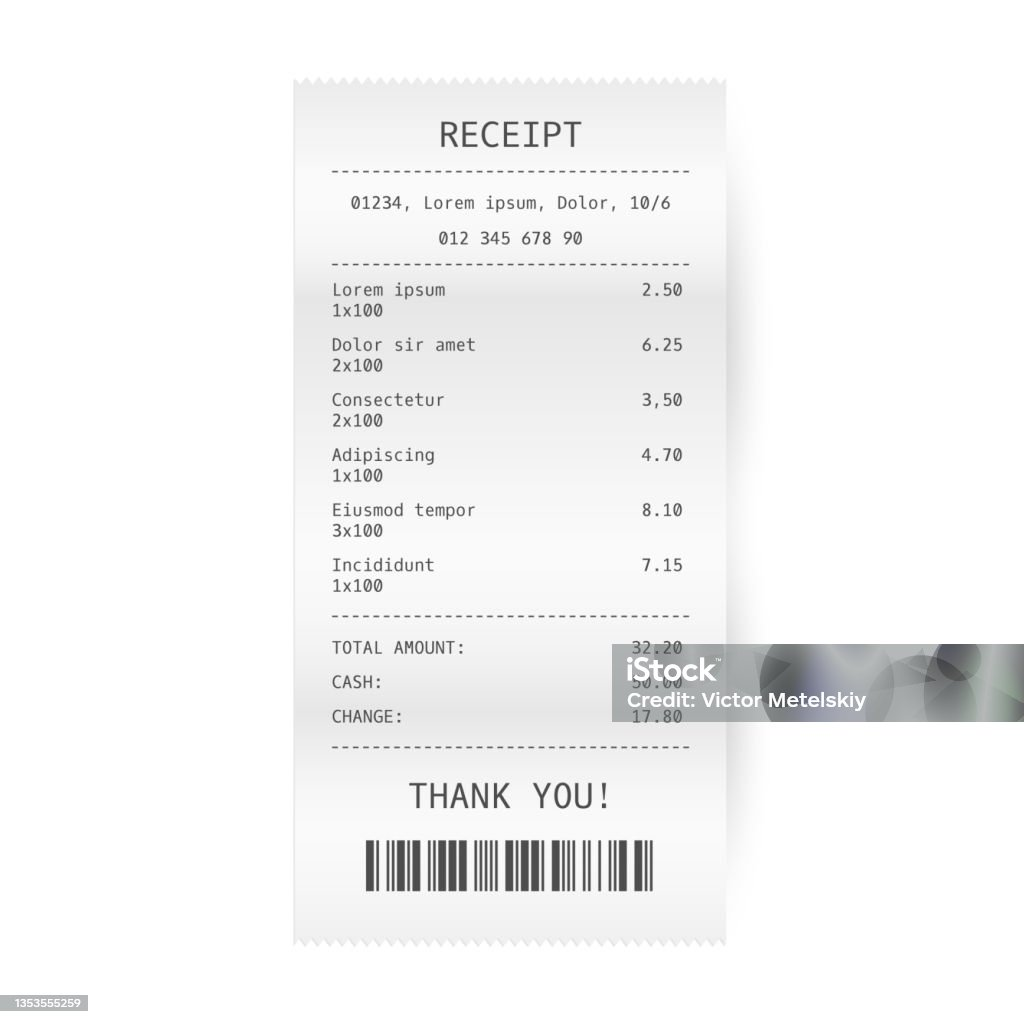 RECEIPT
01234, Lorem ipsum, Dolor, 10/6
012 345 678 90
Lorem ipsum 2.50
1x100
Dolor sir amet 6.25
2x100
Consectetur 3,50
2x100
Adipiscing 4.70
1x100
Eiusmod tempor 8.10
3x100
Incididunt 7.15
1x100
TOTAL AMOUNT: 32.20
CASH: 50.00
CHANGE: 17.80
iStock™
Credit: Victor Metelskiy
THANK YOU!
1353555259